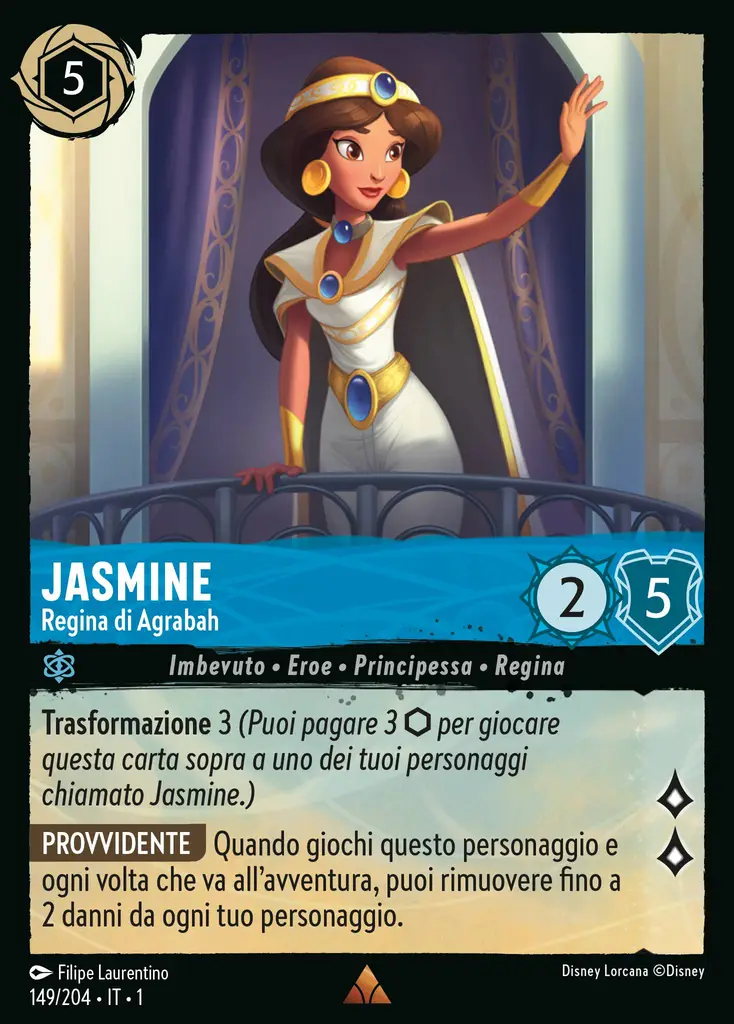 5
JASMINE
Regina di Agrabah
2
5
Imbevuto • Eroe • Principessa • Regina
Trasformazione 3 (Puoi pagare 3 ⬡ per giocare
questa carta sopra a uno dei tuoi personaggi
chiamato Jasmine.)
PROVVIDENTE Quando giochi questo personaggio e
ogni volta che va all’avventura, puoi rimuovere fino a
2 danni da ogni tuo personaggio.
Filipe Laurentino
Disney Lorcana ©Disney
149/204 • IT • 1